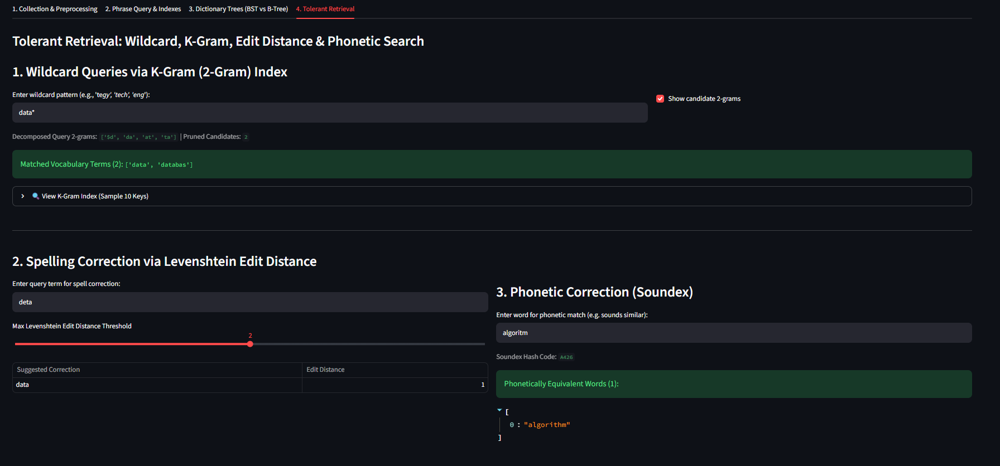 1. Collection & Preprocessing 2. Phrase Query & Indexes 3. Dictionary Trees (BST vs B-Tree) 4. Tolerant Retrieval
Tolerant Retrieval: Wildcard, K-Gram, Edit Distance & Phonetic Search
1. Wildcard Queries via K-Gram (2-Gram) Index
Enter wildcard pattern (e.g., 'tegy', 'tech', 'eng'):
Show candidate 2-grams
data*
Decomposed Query 2-grams: ['$d', 'da', 'at', 'ta'] | Pruned Candidates: 2
Matched Vocabulary Terms (2): ['data', 'databas']
View K-Gram Index (Sample 10 Keys)
2. Spelling Correction via Levenshtein Edit Distance
Enter query term for spell correction:
deta
Max Levenshtein Edit Distance Threshold
2
Suggested Correction Edit Distance
data 1
3. Phonetic Correction (Soundex)
Enter word for phonetic match (e.g. sounds similar):
algoritm
Soundex Hash Code: A426
Phonetically Equivalent Words (1):
[
0 : "algorithm"
]